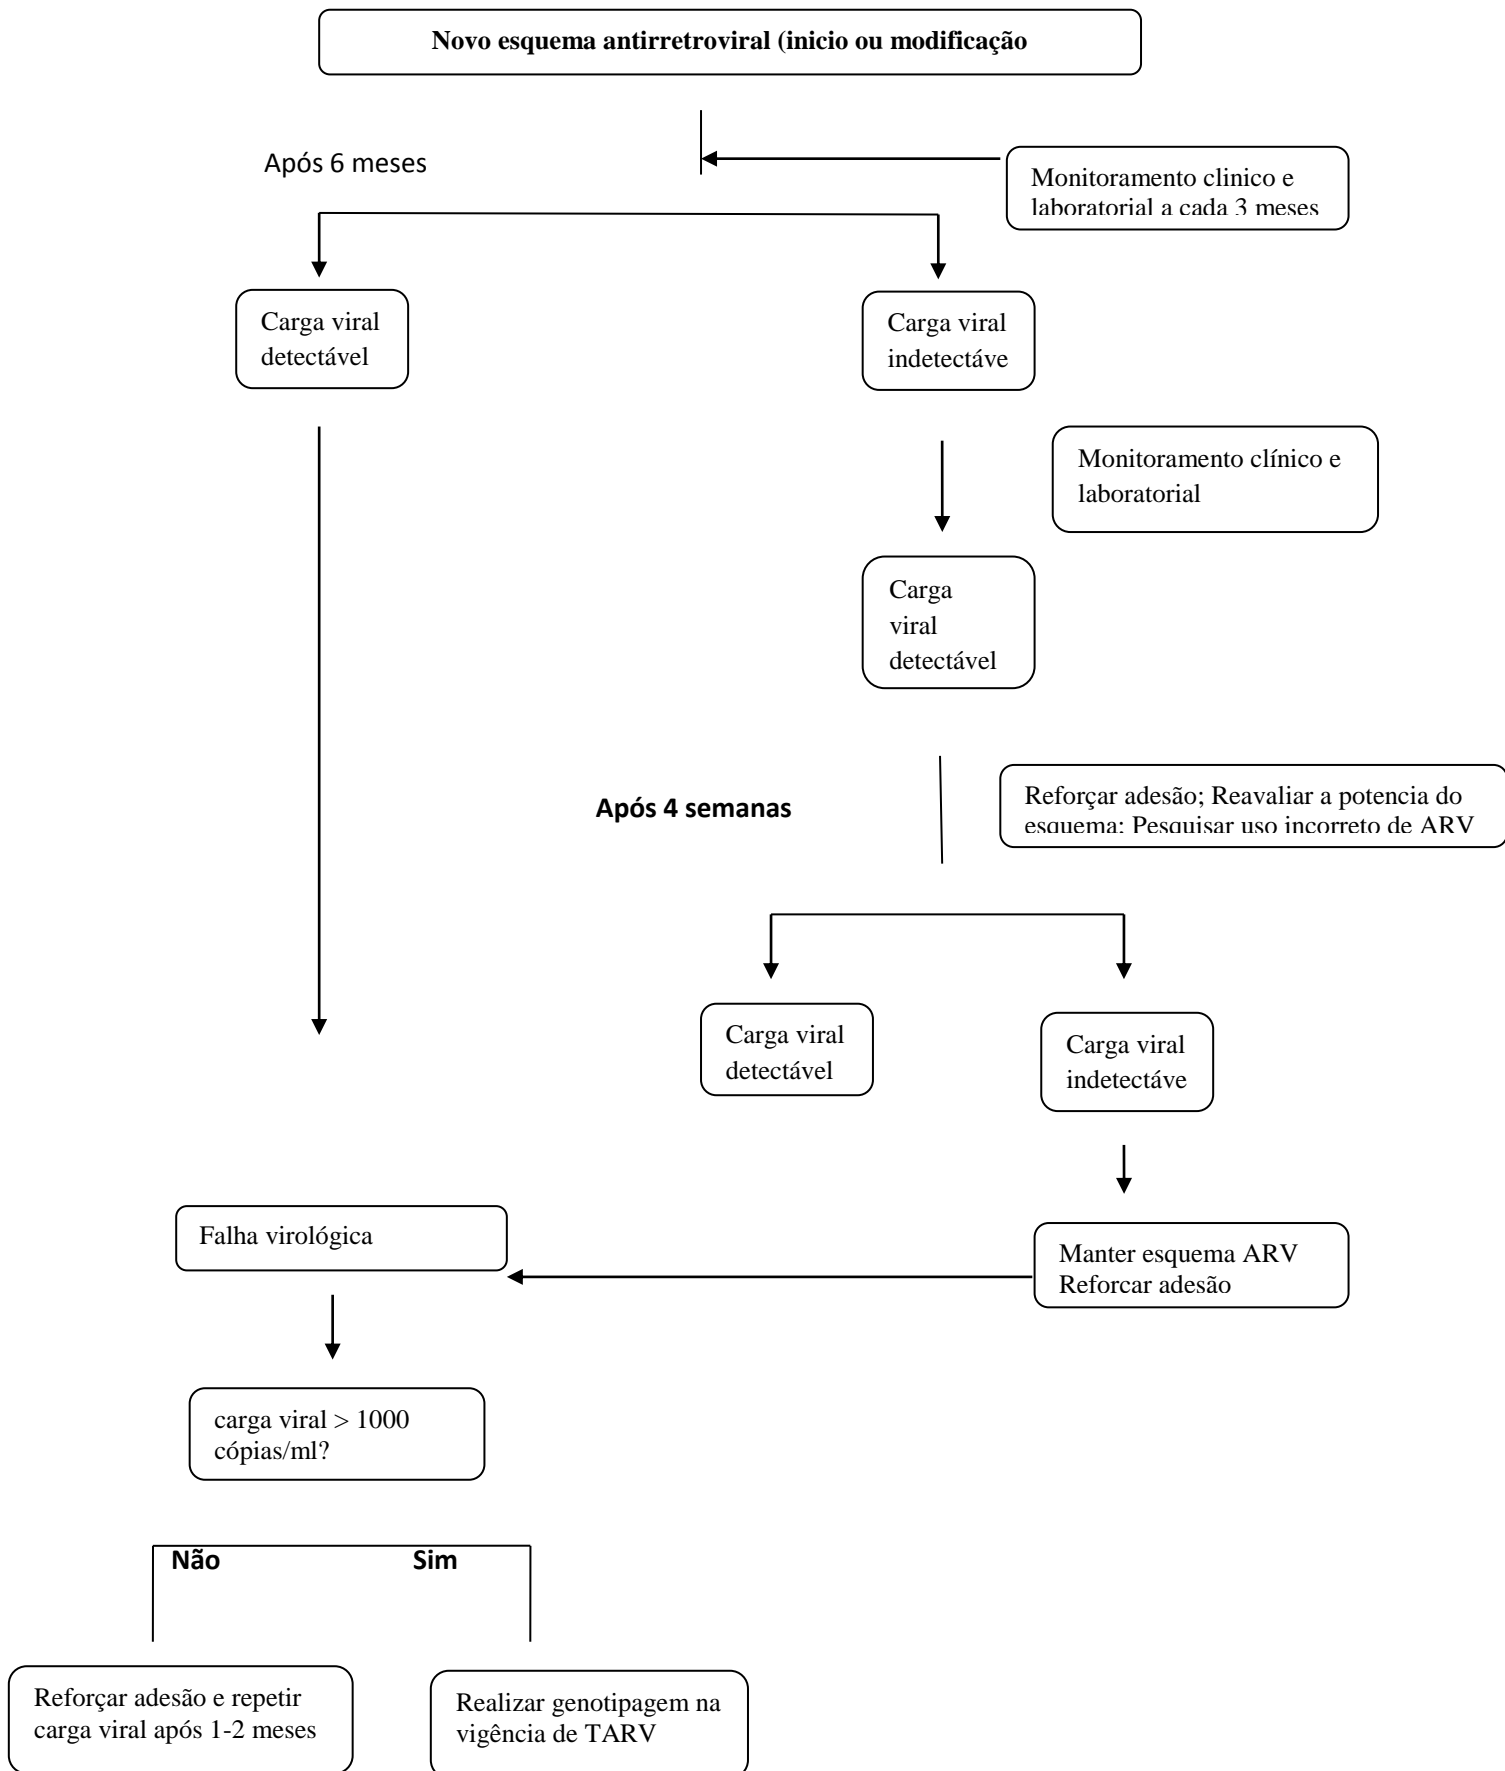 Novo esquema antirretroviral (inicio ou modificação
Após 6 meses
Monitoramento clinico e
laboratorial a cada 3 meses
Carga viral
detectável
Carga viral
indetectáve
Monitoramento clínico e
laboratorial
Carga
viral
detectável
Após 4 semanas
Reforçar adesão; Reavaliar a potencia do
esquema; Pesquisar uso incorreto de ARV
Carga viral
detectável
Carga viral
indetectáve
Falha virológica
Manter esquema ARV
Reforcar adesão
carga viral > 1000
cópias/ml?
Não
Sim
Reforçar adesão e repetir
carga viral após 1-2 meses
Realizar genotipagem na
vigência de TARV